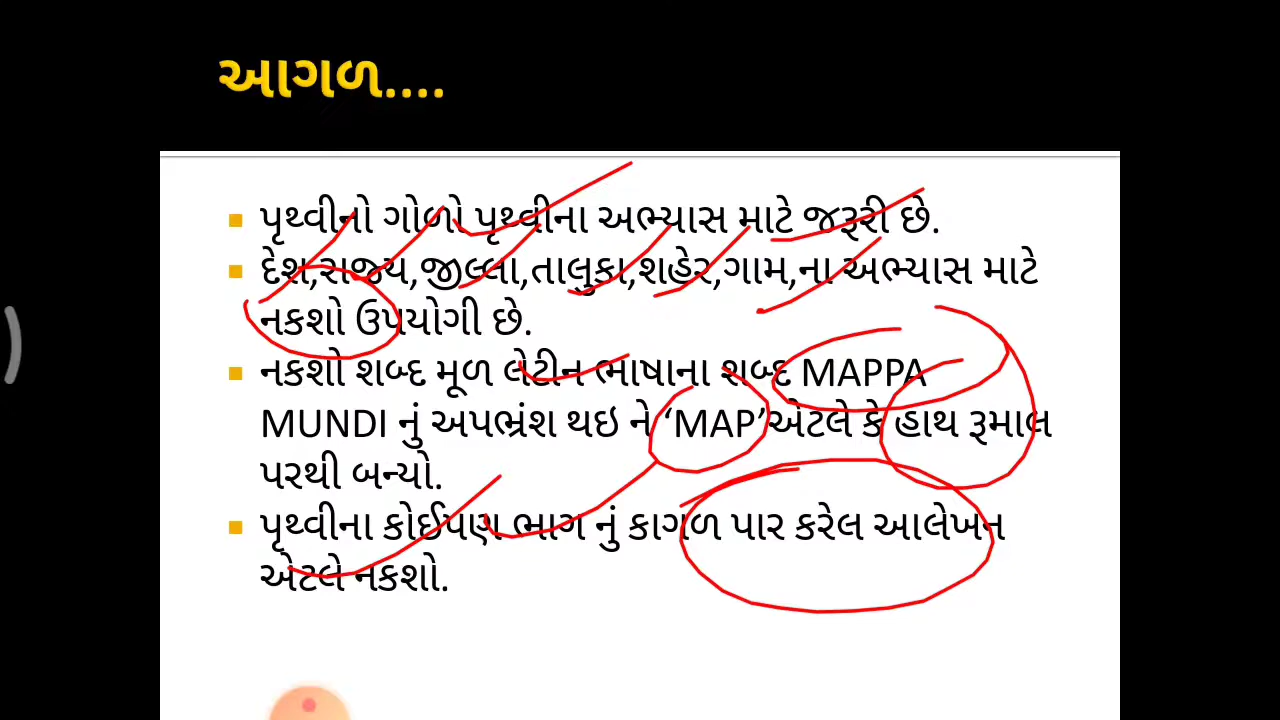 આગળ....
પૃથ્વીનો ગોળો પૃથ્વીના અભ્યાસ માટે જરૂરી છે.
દેશ,રાજ્ય,જીલ્લા,તાલુકા,શહેર,ગામ,ના અભ્યાસ માટે
નકશો ઉપયોગી છે.
નકશો શબ્દ મૂળ લેટીન ભાષાના શબ્દ MAPPA
MUNDI નું અપભ્રંશ થઇ ને ‘MAP’એટલે કે હાથ રૂમાલ
પરથી બન્યો.
પૃથ્વીના કોઈપણ ભાગ નું કાગળ પાર કરેલ આલેખન
એટલે નકશો.